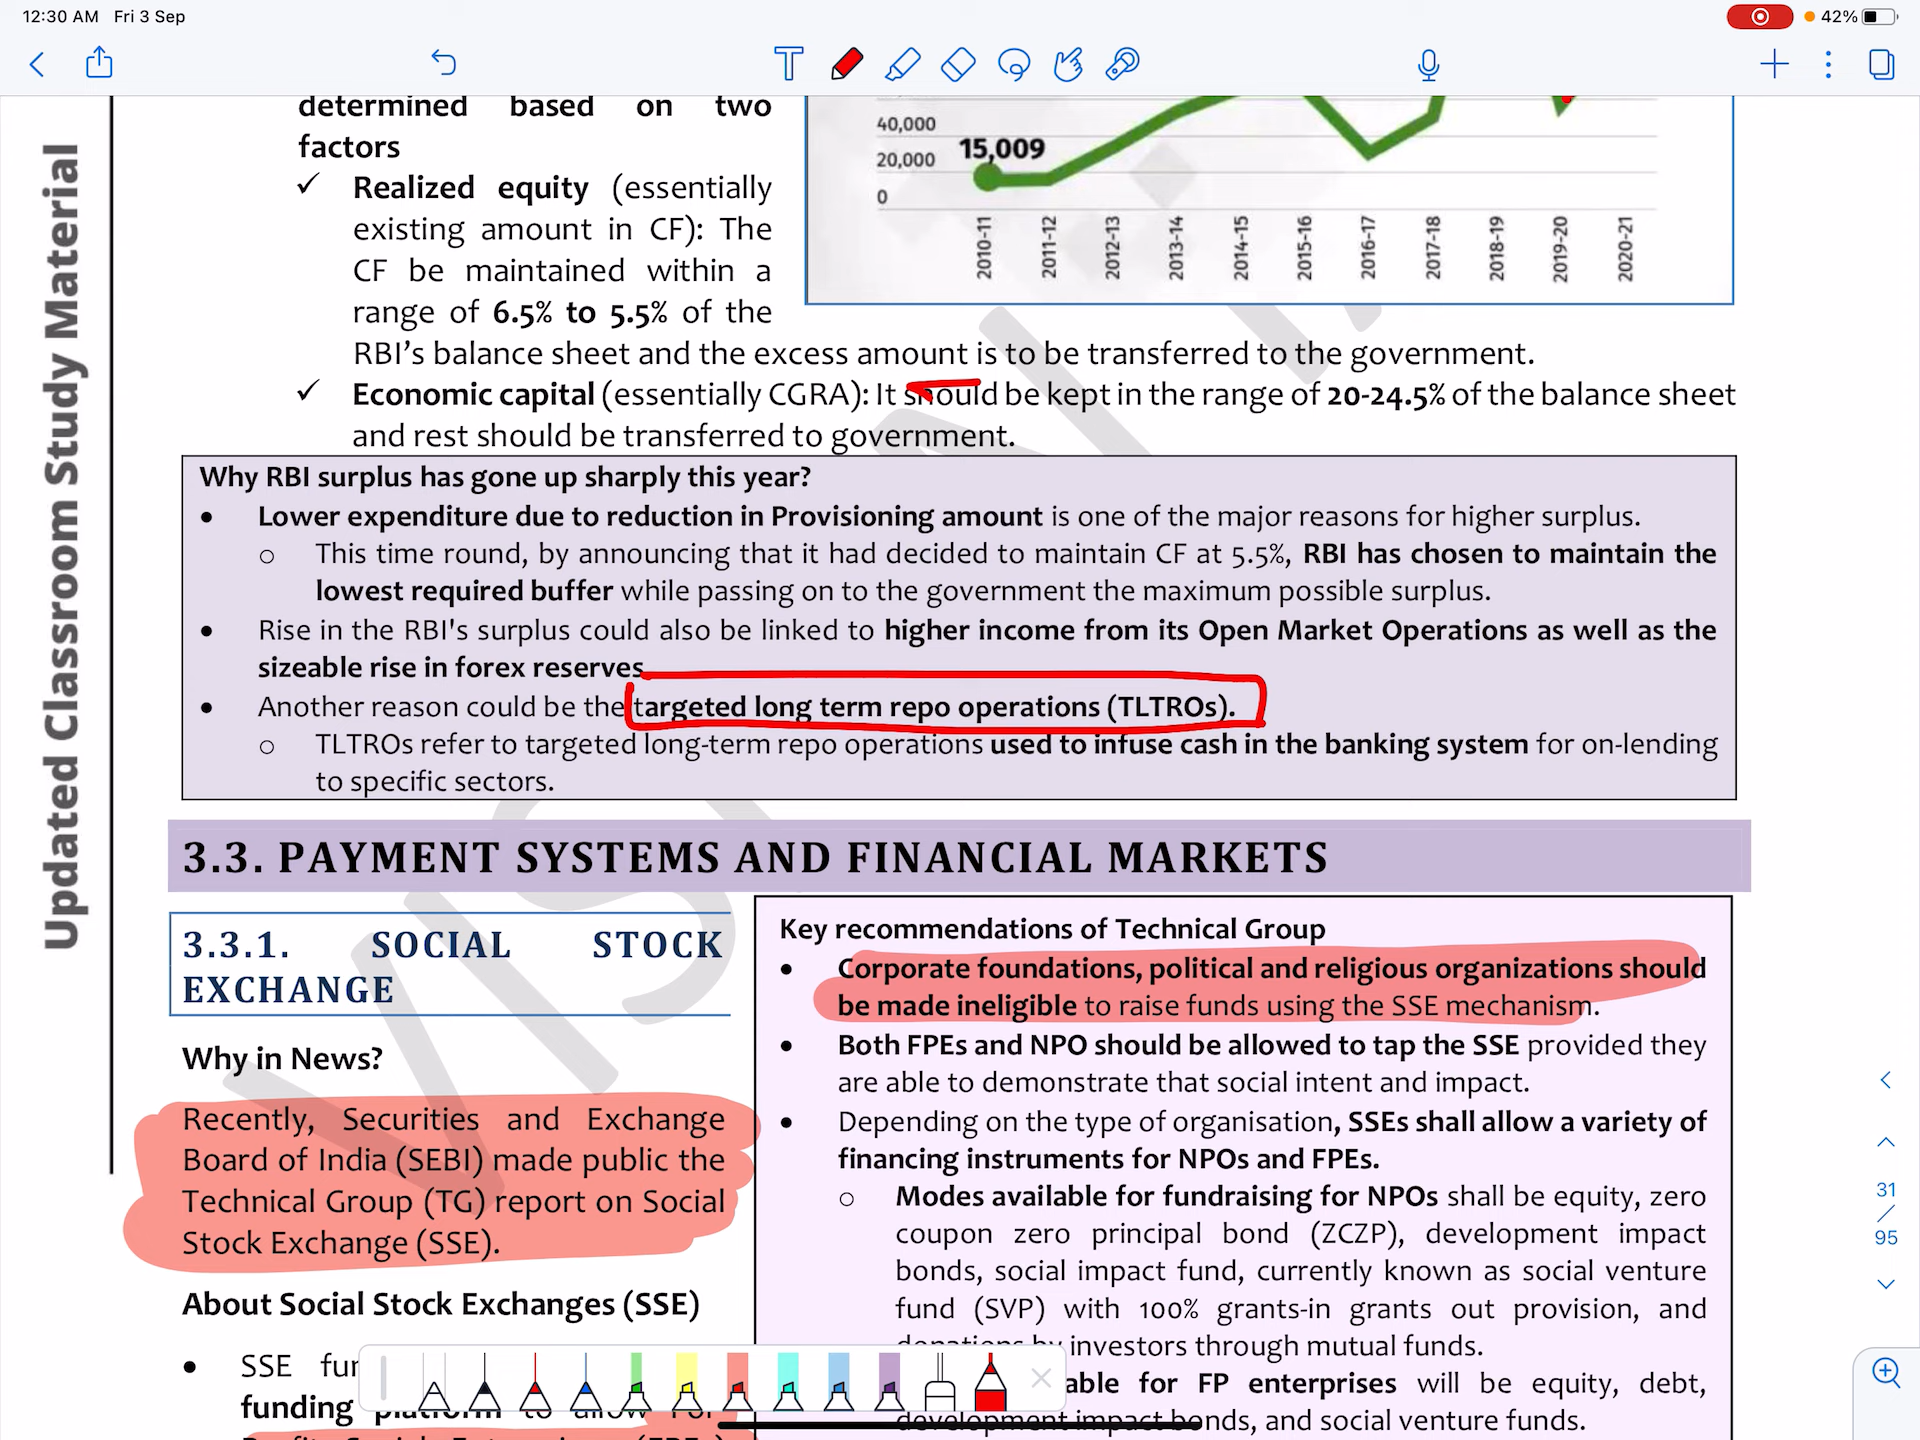 12:30 AM Fri 3 Sep
42%
Updated Classroom Study Material
determined based on two
factors
✓ Realized equity (essentially
existing amount in CF): The
CF be maintained within a
range of 6.5% to 5.5% of the
RBI's balance sheet and the excess amount is to be transferred to the government.
✓ Economic capital (essentially CGRA): It should be kept in the range of 20-24.5% of the balance sheet
and rest should be transferred to government.
40,000
15,009
20,000
0
2010-11
2011-12
2012-13
2013-14
2014-15
2015-16
2016-17
2017-18
2018-19
2019-20
2020-21
Why RBI surplus has gone up sharply this year?
• Lower expenditure due to reduction in Provisioning amount is one of the major reasons for higher surplus.
o This time round, by announcing that it had decided to maintain CF at 5.5%, RBI has chosen to maintain the
lowest required buffer while passing on to the government the maximum possible surplus.
• Rise in the RBI's surplus could also be linked to higher income from its Open Market Operations as well as the
sizeable rise in forex reserves
• Another reason could be the targeted long term repo operations (TLTROs).
o TLTROs refer to targeted long-term repo operations used to infuse cash in the banking system for on-lending
to specific sectors.
3.3. PAYMENT SYSTEMS AND FINANCIAL MARKETS
3.3.1. SOCIAL STOCK
EXCHANGE
Why in News?
Recently, Securities and Exchange
Board of India (SEBI) made public the
Technical Group (TG) report on Social
Stock Exchange (SSE).
About Social Stock Exchanges (SSE)
• SSE
funding platform to allow
Key recommendations of Technical Group
• Corporate foundations, political and religious organizations should
be made ineligible to raise funds using the SSE mechanism.
• Both FPEs and NPO should be allowed to tap the SSE provided they
are able to demonstrate that social intent and impact.
• Depending on the type of organisation, SSEs shall allow a variety of
financing instruments for NPOs and FPEs.
o Modes available for fundraising for NPOs shall be equity, zero
coupon zero principal bond (ZCZP), development impact
bonds, social impact fund, currently known as social venture
fund (SVP) with 100% grants-in grants out provision, and
donations by investors through mutual funds.
able for FP enterprises will be equity, debt,
development impact bonds, and social venture funds.
31
/
95